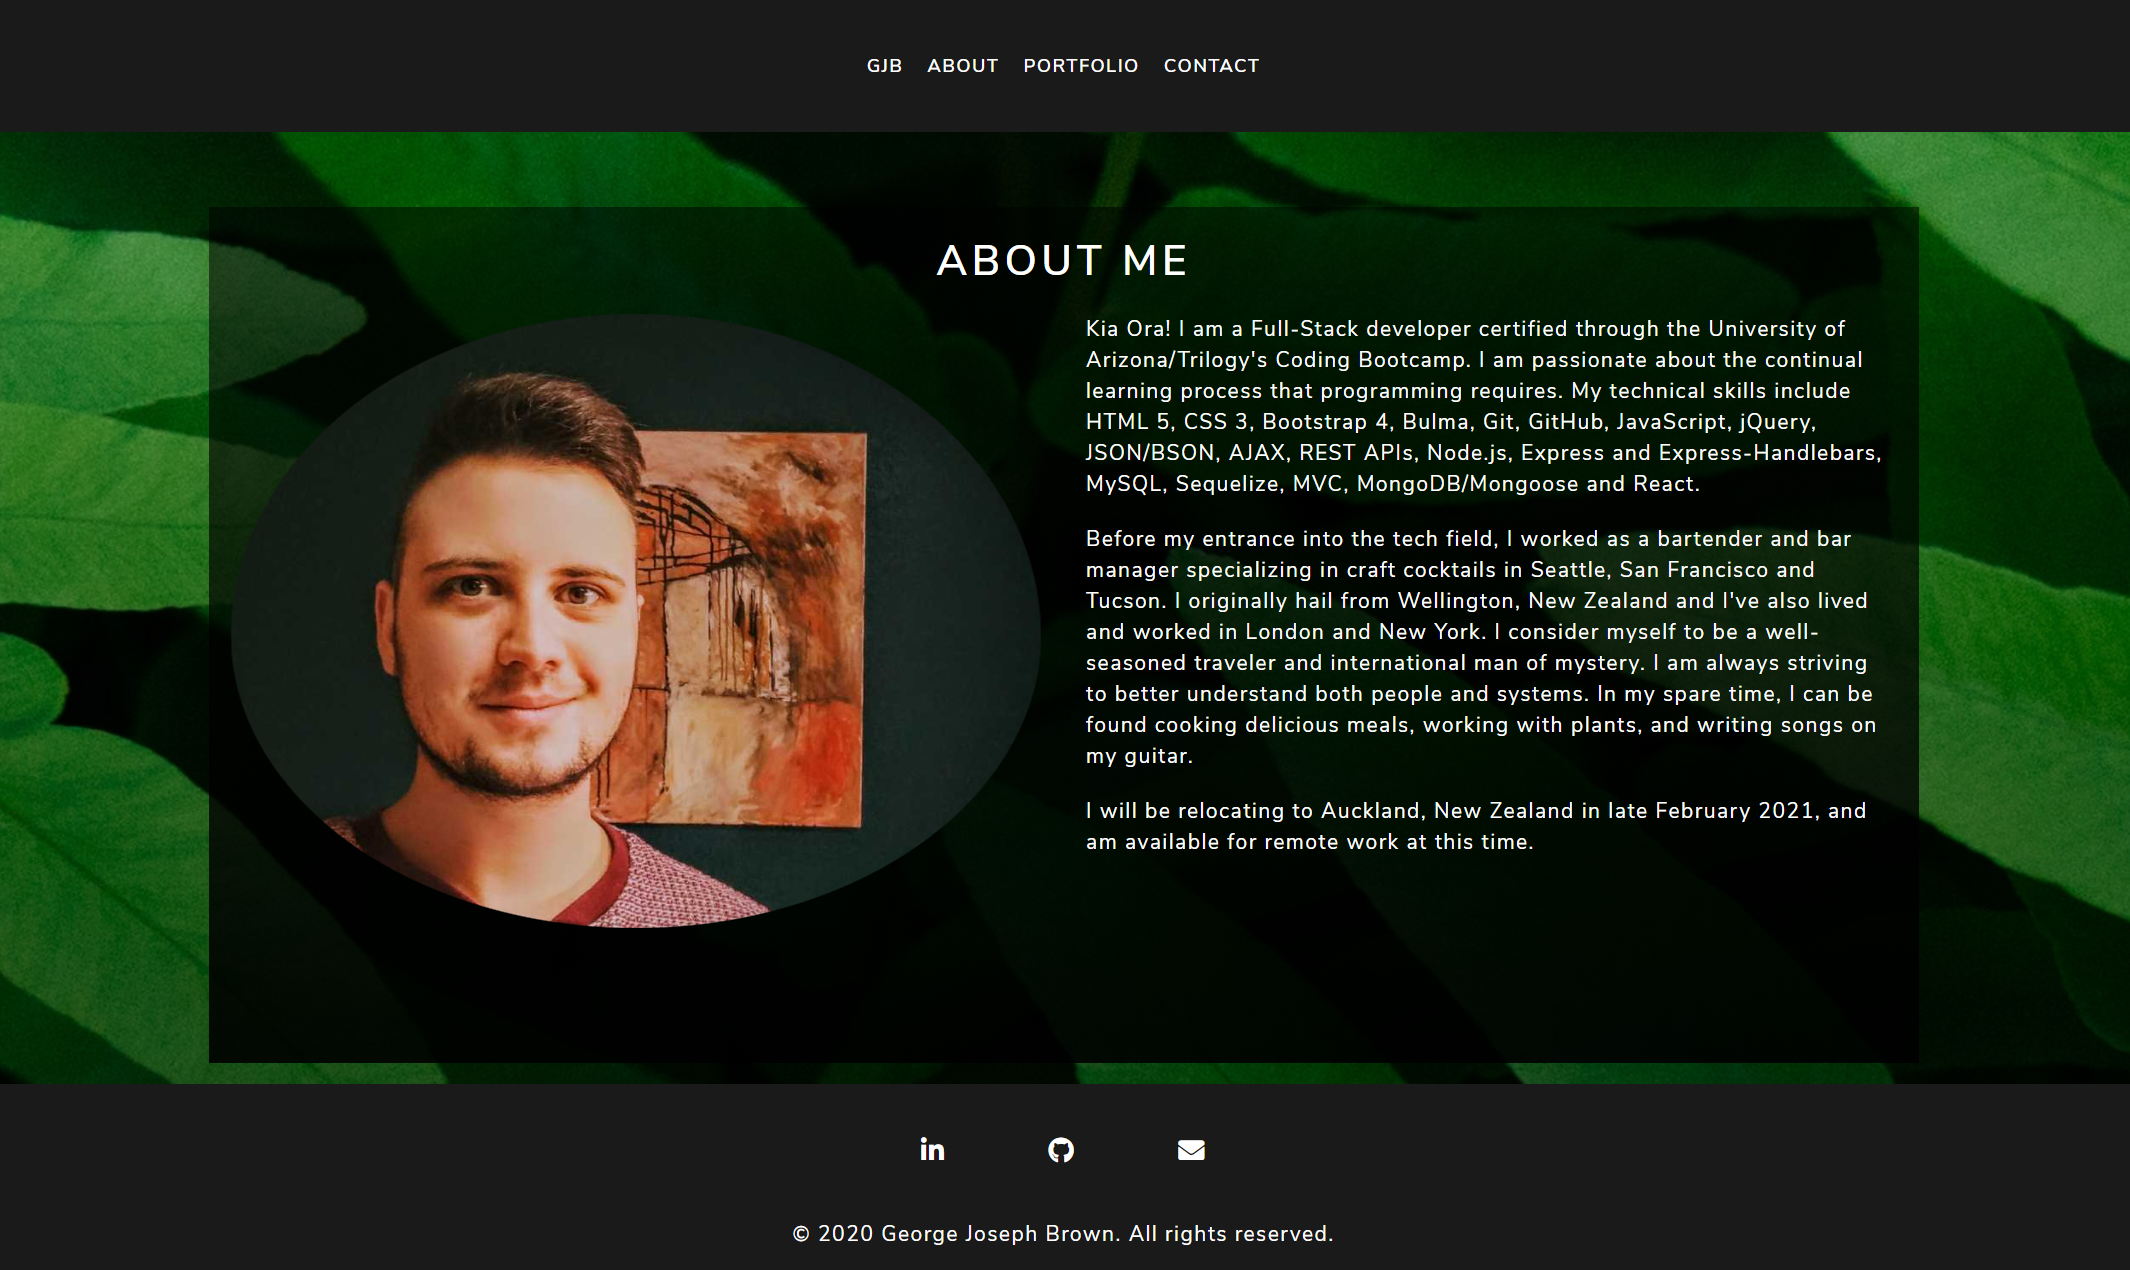 GJB ABOUT PORTFOLIO CONTACT
ABOUT ME
Kia Ora! I am a Full-Stack developer certified through the University of
Arizona/Trilogy's Coding Bootcamp. I am passionate about the continual
learning process that programming requires. My technical skills include
HTML 5, CSS 3, Bootstrap 4, Bulma, Git, GitHub, JavaScript, jQuery,
JSON/BSON, AJAX, REST APIs, Node.js, Express and Express-Handlebars,
MySQL, Sequelize, MVC, MongoDB/Mongoose and React.
Before my entrance into the tech field, I worked as a bartender and bar
manager specializing in craft cocktails in Seattle, San Francisco and
Tucson. I originally hail from Wellington, New Zealand and I've also lived
and worked in London and New York. I consider myself to be a well-
seasoned traveler and international man of mystery. I am always striving
to better understand both people and systems. In my spare time, I can be
found cooking delicious meals, working with plants, and writing songs on
my guitar.
I will be relocating to Auckland, New Zealand in late February 2021, and
am available for remote work at this time.
in
© 2020 George Joseph Brown. All rights reserved.